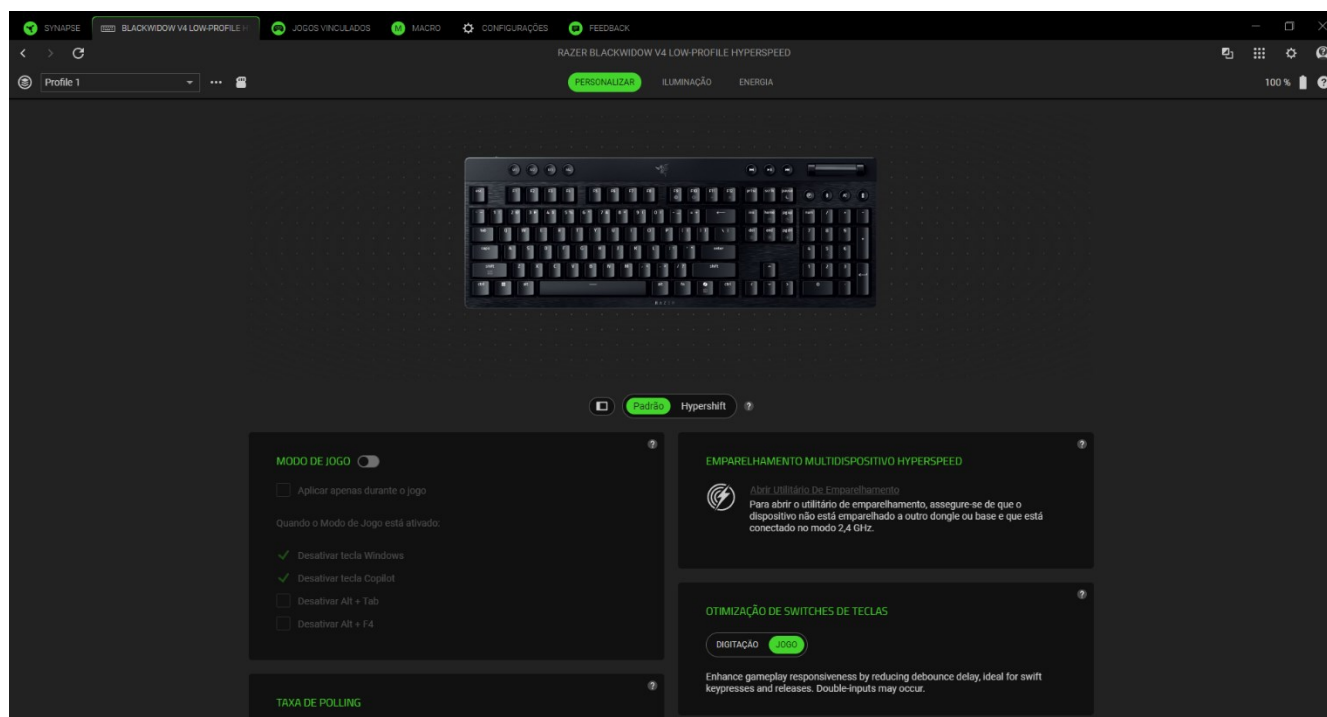 SYNAPSE
BLACKWIDOW V4 LOW-PROFILE H
JOGOS VINCULADOS
MACRO
CONFIGURAÇÕES
FEEDBACK
RAZER BLACKWIDOW V4 LOW-PROFILE HYPERSPEED
Profile 1
PERSONALIZAR
ILUMINAÇÃO
ENERGIA
100 %
RAZER
Padrão
Hypershift
MODO DE JOGO
Aplicar apenas durante o jogo
Quando o Modo de Jogo está ativado:
Desativar tecla Windows
Desativar tecla Copilot
Desativar Alt + Tab
Desativar Alt + F4
TAXA DE POLLING
EMPARELHAMENTO MULTIDISPOSITIVO HYPERSPEED
Abrir Utilitário De Emparelhamento
Para abrir o utilitário de emparelhamento, assegure-se de que o
dispositivo não está emparelhado a outro dongle ou base e que está
conectado no modo 2,4 GHz.
OTIMIZAÇÃO DE SWITCHES DE TECLAS
DIGITAÇÃO
JOGO
Enhance gameplay responsiveness by reducing debounce delay, ideal for swift
keypresses and releases. Double-inputs may occur.